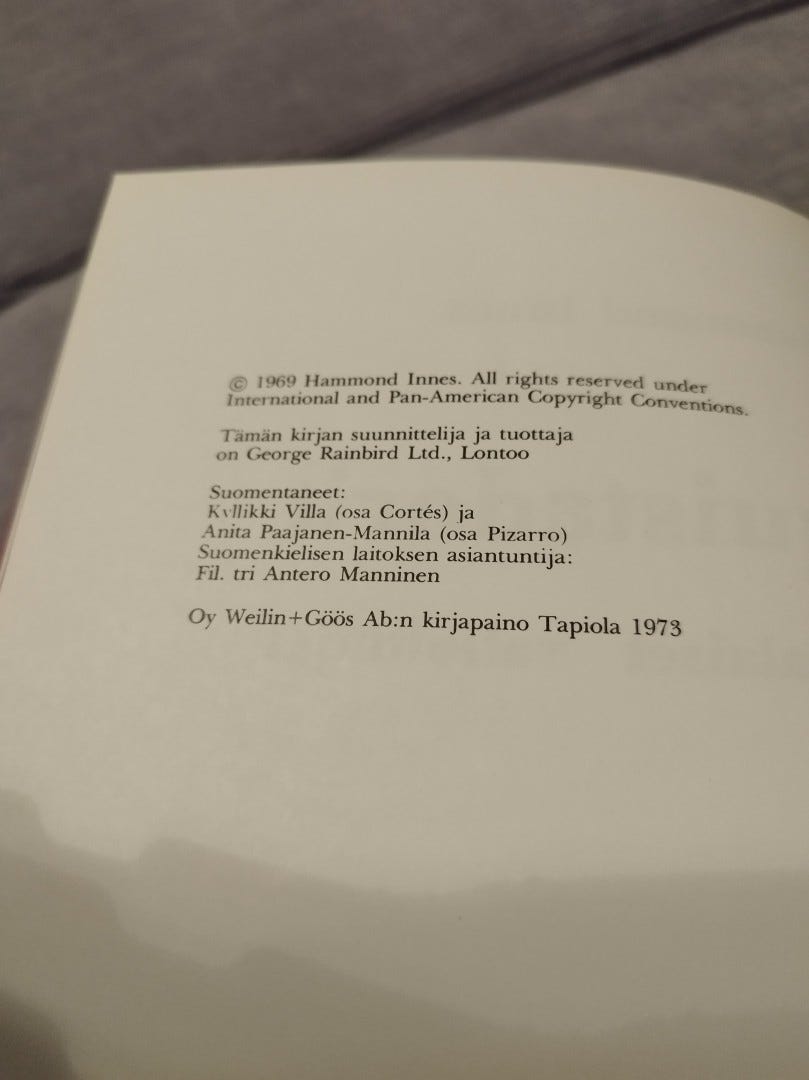 © 1969 Hammond Innes. All rights reserved under
International and Pan-American Copyright Conventions.
Tämän kirjan suunnittelija ja tuottaja
on George Rainbird Ltd., Lontoo
Suomentaneet:
Kyllikki Villa (osa Cortés) ja
Anita Paajanen-Mannila (osa Pizarro)
Suomenkielisen laitoksen asiantuntija:
Fil. tri Antero Manninen
Oy Weilin+Göös Ab:n kirjapaino Tapiola 1973